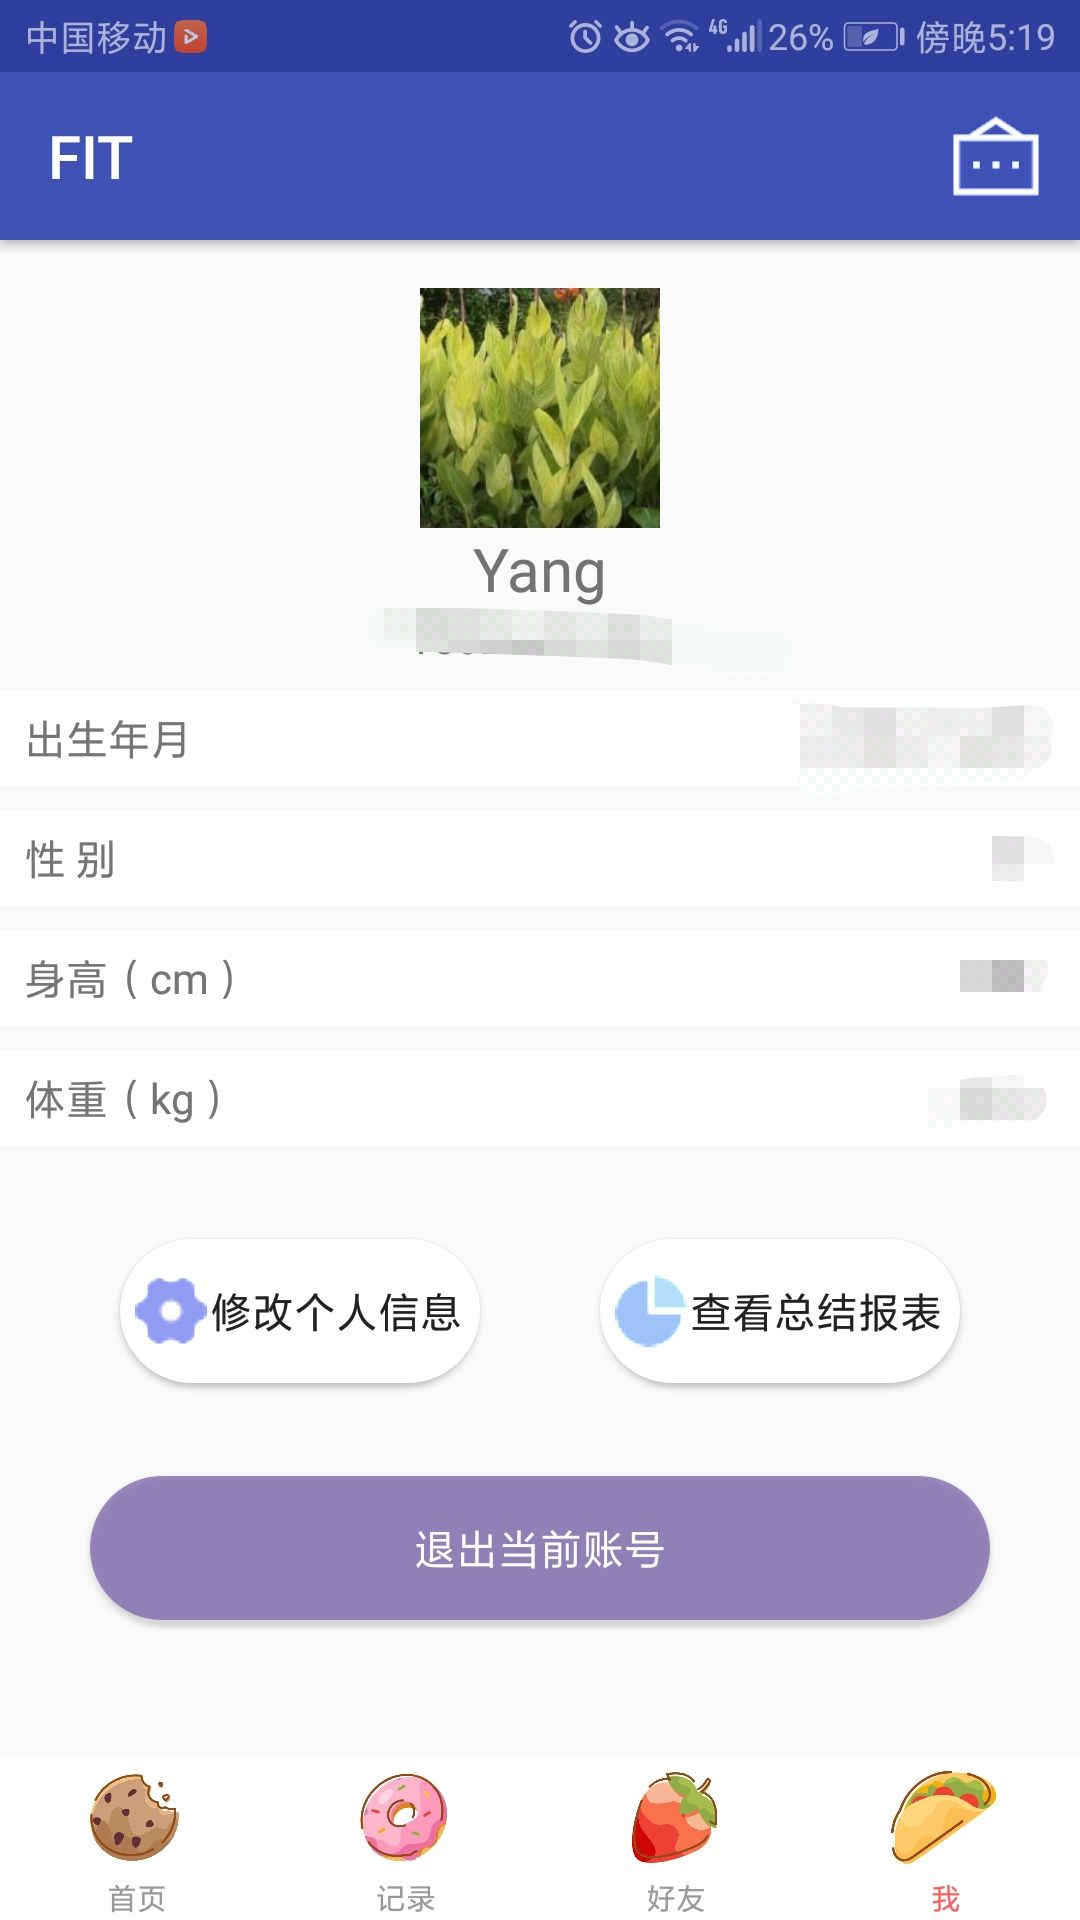 中国移动 4G 26% 傍晚5:19
FIT
Yang
出生年月
性 别
身高（cm）
体重（kg）
修改个人信息 查看总结报表
退出当前账号
首页 记录 好友 我